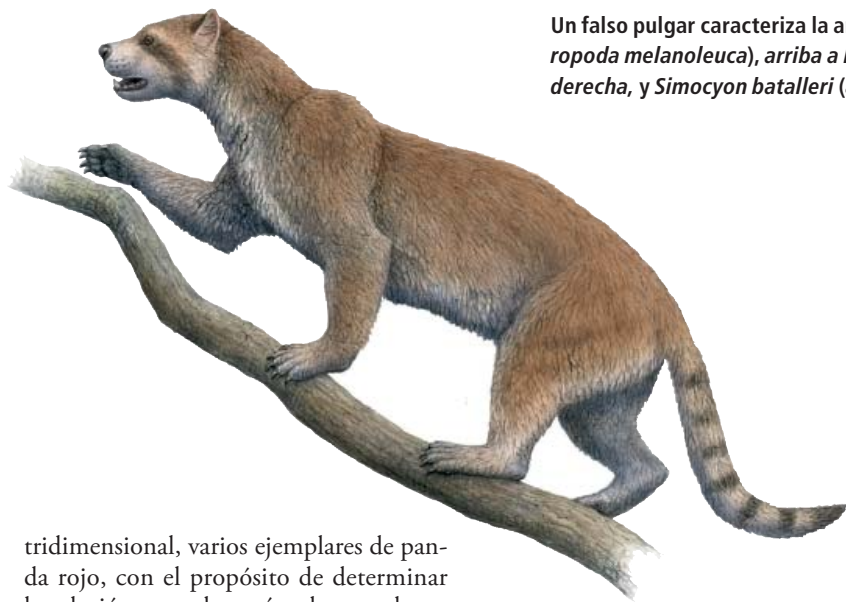 Un falso pulgar caracteriza la a
ropoda melanoleuca), arriba a
derecha, y Simocyon batalleri (
tridimensional, varios ejemplares de pan-
da rojo, con el propósito de determinar